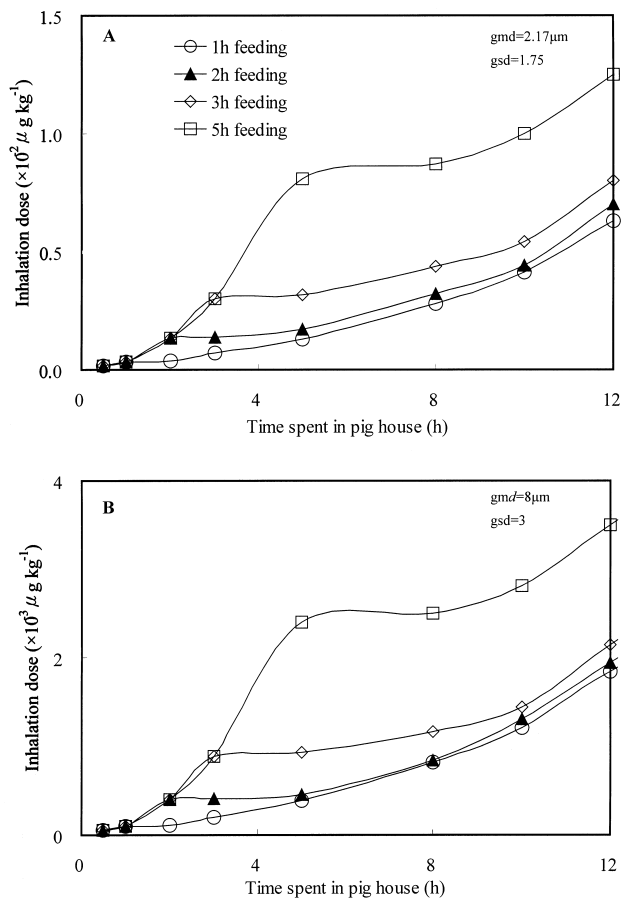 A
gmd=2.17μm
gsd=1.75
1h feeding
2h feeding
3h feeding
5h feeding
Inhalation dose (×10² μ g kg⁻¹)
1.5
1.0
0.5
0.0
0 4 8 12
Time spent in pig house (h)
B
gmd=8μm
gsd=3
Inhalation dose (×10³ μ g kg⁻¹)
4
2
0
0 4 8 12
Time spent in pig house (h)